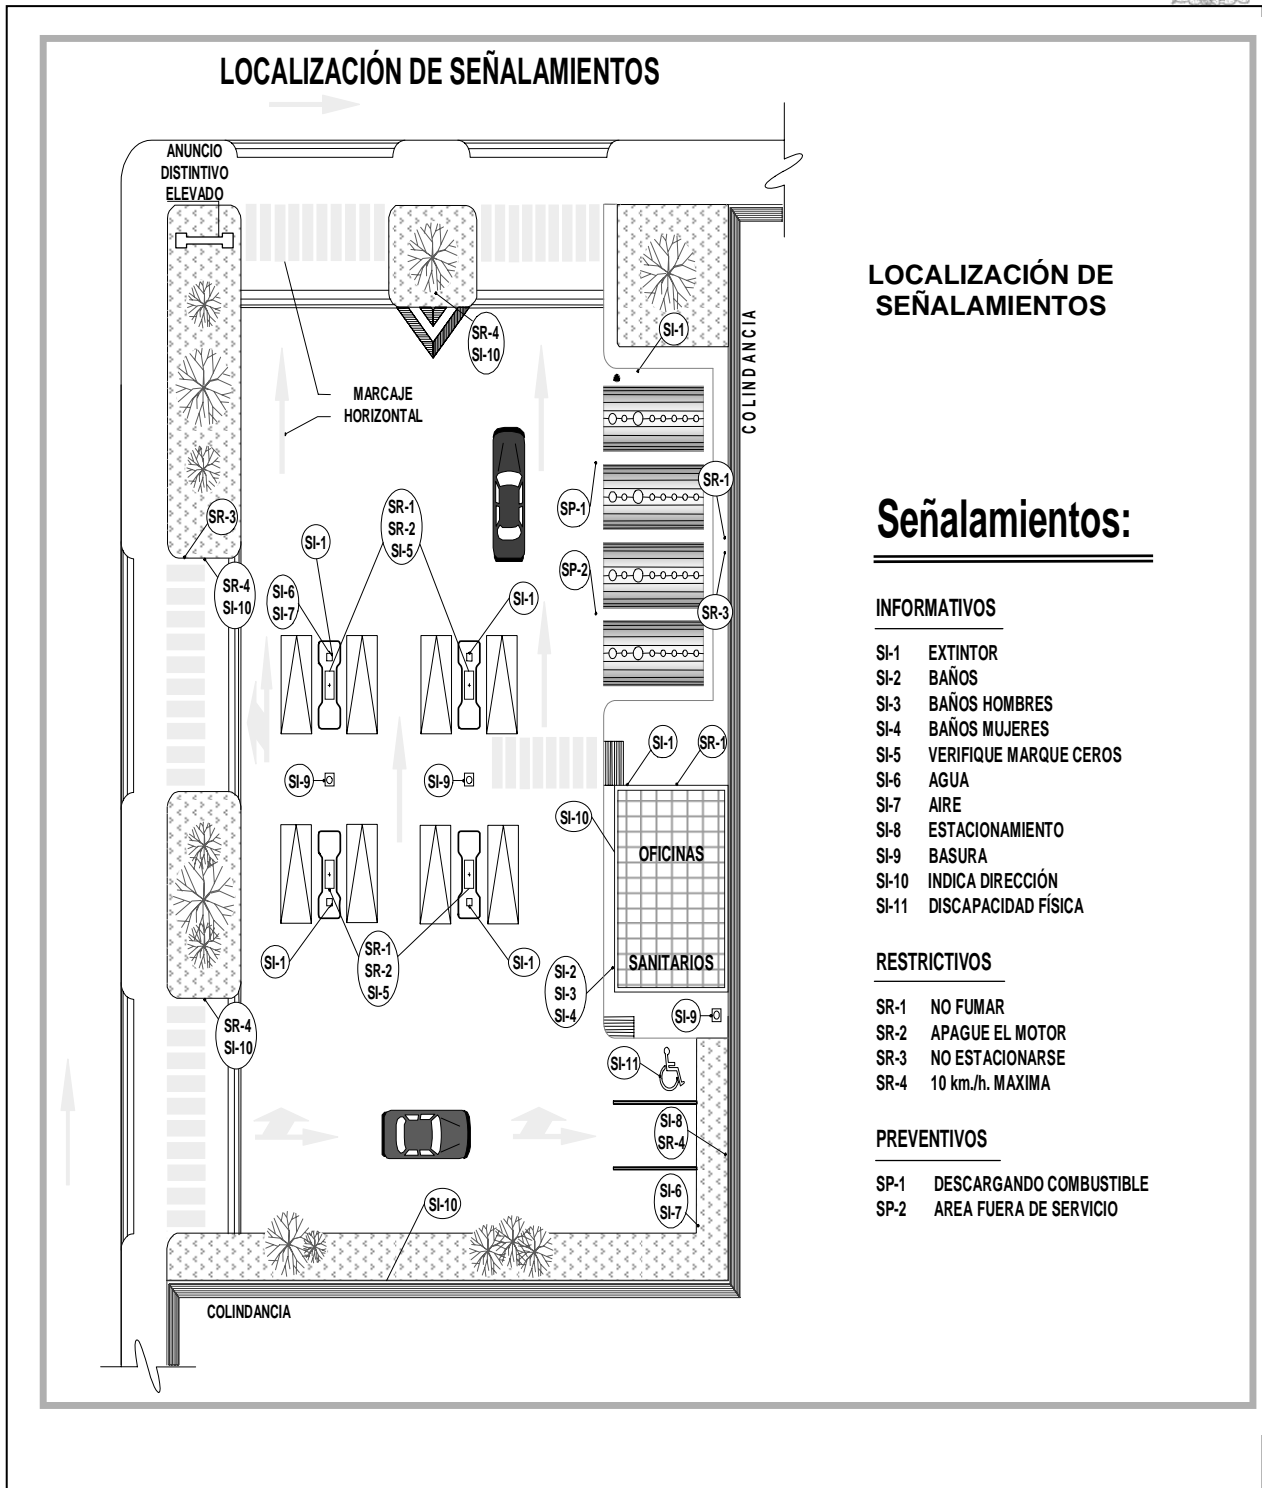 LOCALIZACIÓN DE SEÑALAMIENTOS
ANUNCIO
DISTINTIVO
ELEVADO
LOCALIZACIÓN DE
SEÑALAMIENTOS
COLINDANCIA
SI-1
SR-4
SI-10
MARCAJE
HORIZONTAL
SR-1
SR-1
SR-2
SI-5
SP-1
SR-3
SI-1
SP-2
SR-4
SI-10
SI-6
SI-7
SI-1
SR-3
SI-1
SR-1
SI-9
SI-9
SI-10
OFICINAS
SR-1
SR-2
SI-5
SI-1
SI-1
SANITARIOS
SI-2
SI-3
SI-4
SR-4
SI-10
SI-9
SI-11
SI-8
SR-4
SI-6
SI-7
SI-10
COLINDANCIA
Señalamientos:
INFORMATIVOS
SI-1 EXTINTOR
SI-2 BAÑOS
SI-3 BAÑOS HOMBRES
SI-4 BAÑOS MUJERES
SI-5 VERIFIQUE MARQUE CEROS
SI-6 AGUA
SI-7 AIRE
SI-8 ESTACIONAMIENTO
SI-9 BASURA
SI-10 INDICA DIRECCIÓN
SI-11 DISCAPACIDAD FÍSICA
RESTRICTIVOS
SR-1 NO FUMAR
SR-2 APAGUE EL MOTOR
SR-3 NO ESTACIONARSE
SR-4 10 km./h. MAXIMA
PREVENTIVOS
SP-1 DESCARGANDO COMBUSTIBLE
SP-2 AREA FUERA DE SERVICIO